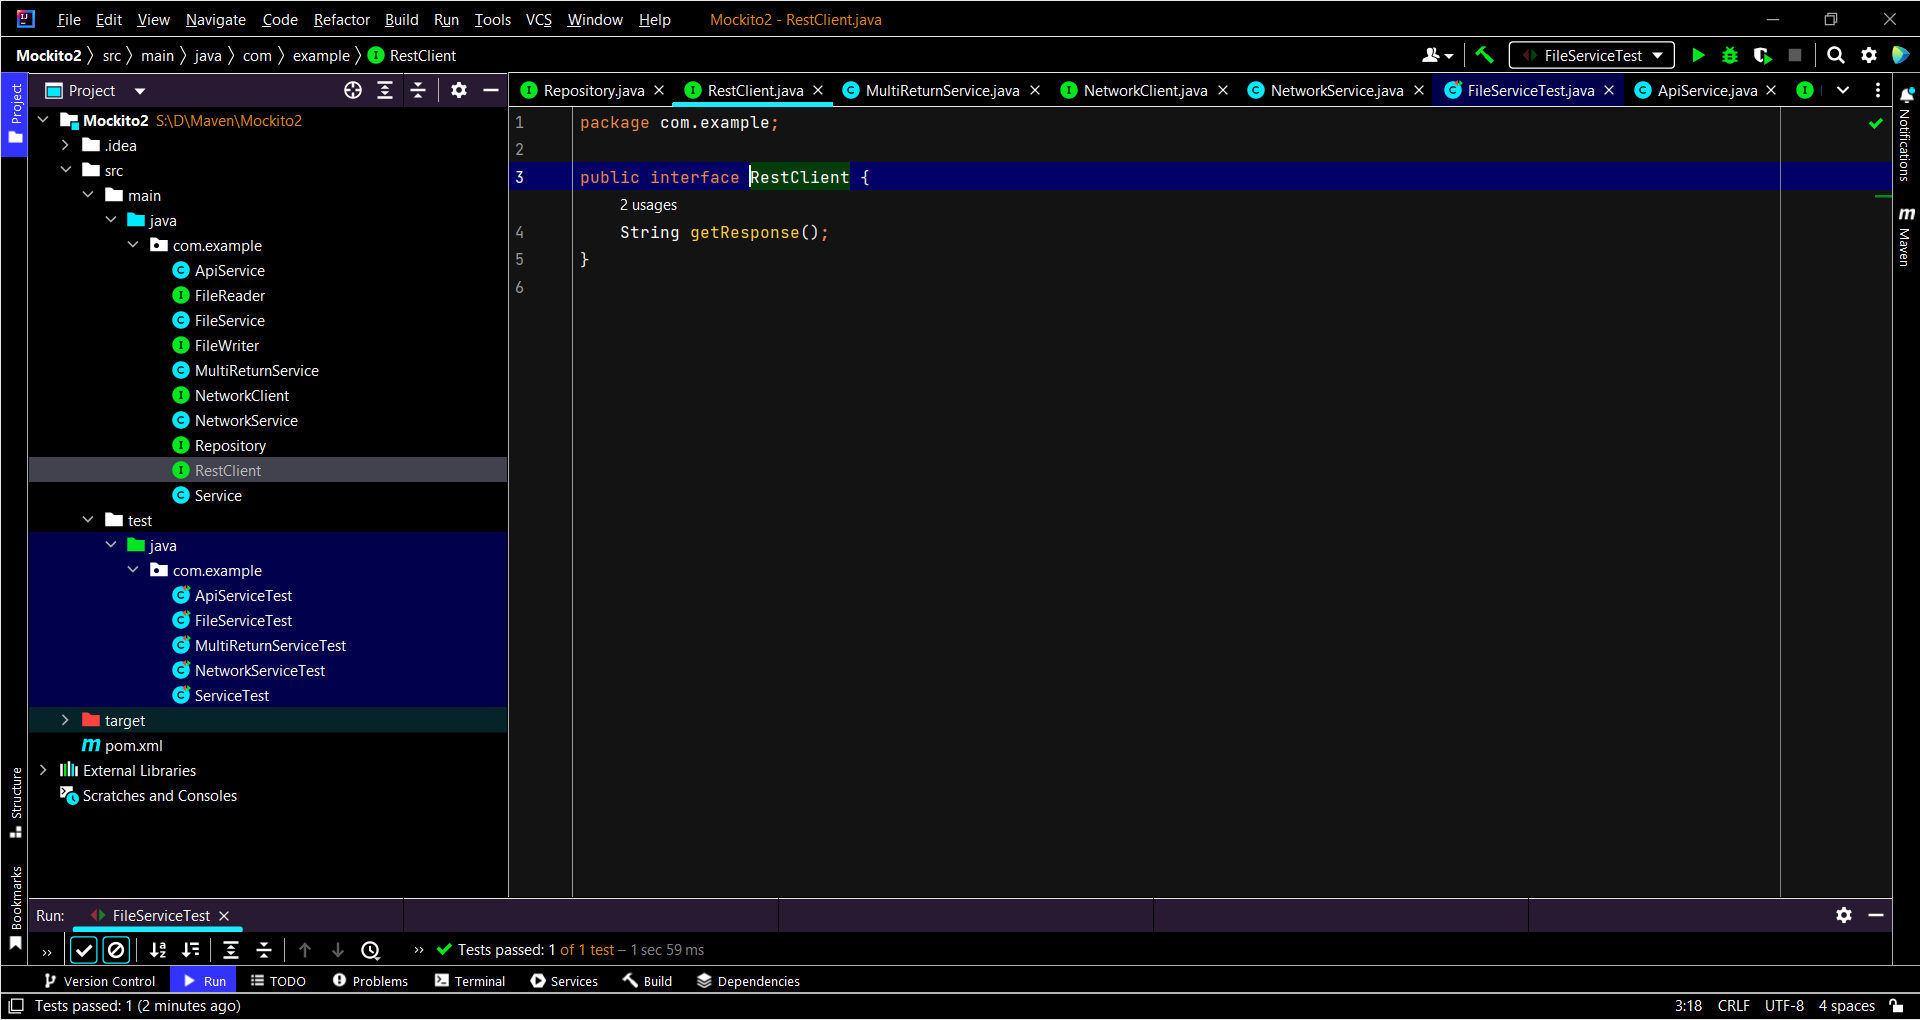 File Edit View Navigate Code Refactor Build Run Tools VCS Window Help Mockito2 - RestClient.java
Mockito2 src main java com example RestClient FileServiceTest
Project
Repository.java RestClient.java MultiReturnService.java NetworkClient.java NetworkService.java FileServiceTest.java ApiService.java
Mockito2 S:\D\Maven\Mockito2
.idea
src
main
java
com.example
ApiService
FileReader
FileService
FileWriter
MultiReturnService
NetworkClient
NetworkService
Repository
RestClient
Service
test
java
com.example
ApiServiceTest
FileServiceTest
MultiReturnServiceTest
NetworkServiceTest
ServiceTest
target
pom.xml
External Libraries
Scratches and Consoles
Project
Structure
Bookmarks
1 package com.example;
2
3 public interface RestClient {
2 usages
4 String getResponse();
5 }
6
Notifications
Maven
Run: FileServiceTest
Tests passed: 1 of 1 test – 1 sec 59 ms
Version Control Run TODO Problems Terminal Services Build Dependencies
Tests passed: 1 (2 minutes ago) 3:18 CRLF UTF-8 4 spaces